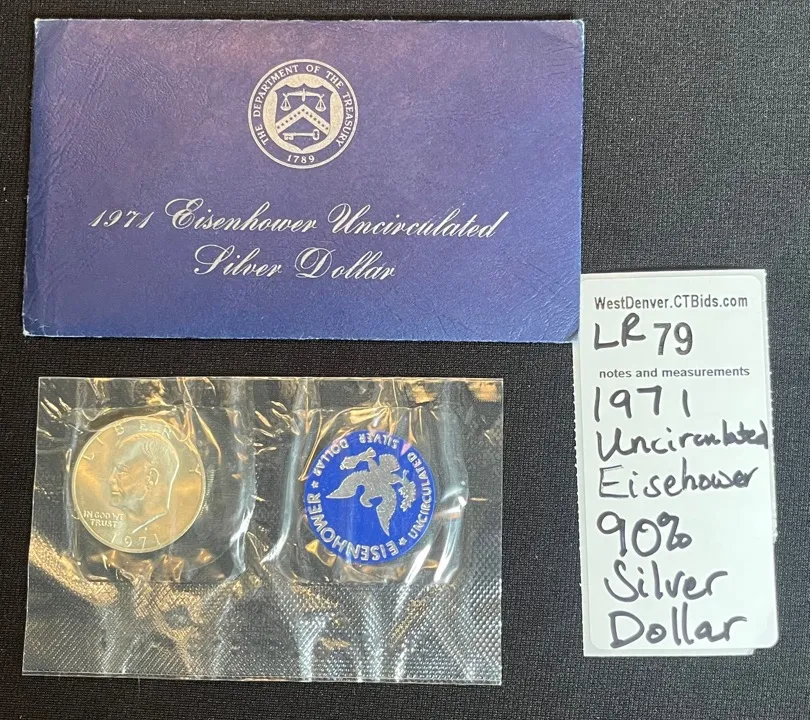 THE DEPARTMENT OF THE TREASURY
1789
1971 Eisenhower Uncirculated
Silver Dollar
WestDenver.CTBids.com
LR 79
notes and measurements
1971
Uncirculated
Eisehower
90%
Silver
Dollar
LIBERTY
IN GOD WE
TRUST
1971
EISENHOWER ★ UNCIRCULATED SILVER DOLLAR ★